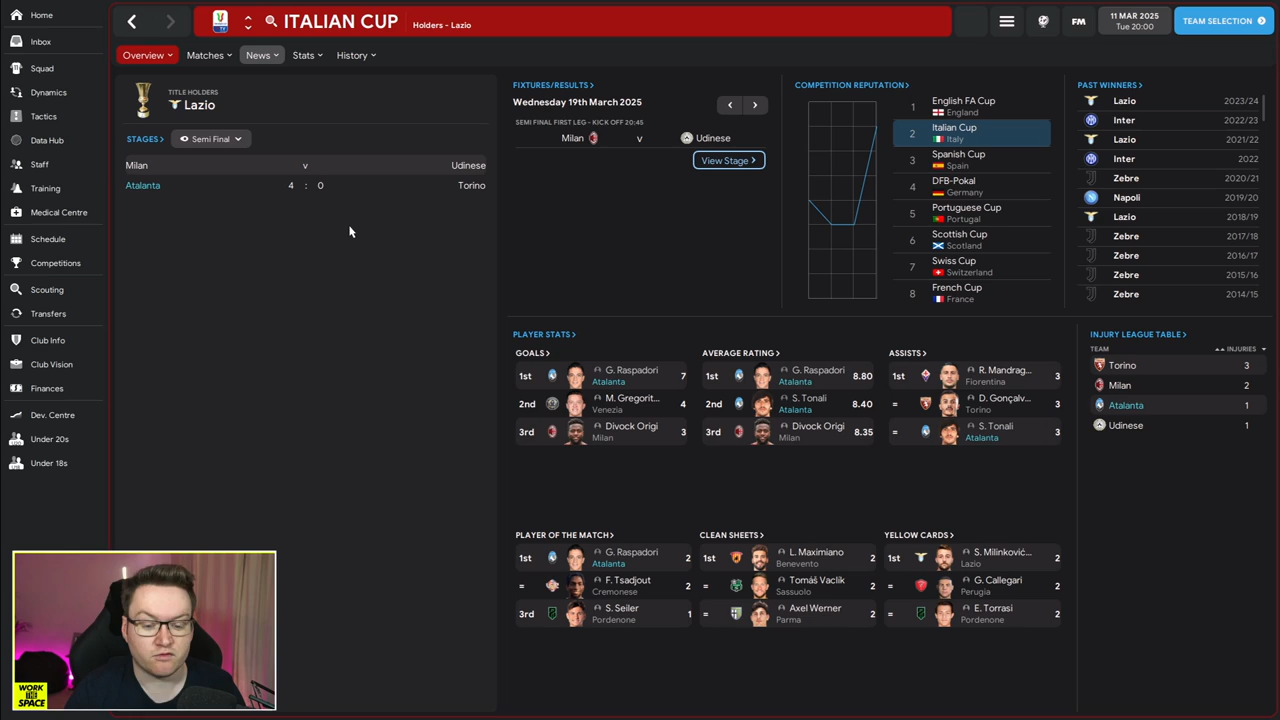 Home
Inbox
Squad
Dynamics
Tactics
Data Hub
Staff
Training
Medical Centre
Schedule
Competitions
Scouting
Transfers
Club Info
Club Vision
Finances
Dev. Centre
Under 20s
Under 18s
ITALIAN CUP
Holders - Lazio
FM
11 MAR 2025
Tue 20:00
TEAM SELECTION
Overview
Matches
News
Stats
History
TITLE HOLDERS
Lazio
STAGES
Semi Final
Milan v Udinese
Atalanta 4 : 0 Torino
FIXTURES/RESULTS
Wednesday 19th March 2025
SEMI FINAL FIRST LEG - KICK OFF 20:45
Milan v Udinese
View Stage
COMPETITION REPUTATION
1 English FA Cup
England
2 Italian Cup
Italy
3 Spanish Cup
Spain
4 DFB-Pokal
Germany
5 Portuguese Cup
Portugal
6 Scottish Cup
Scotland
7 Swiss Cup
Switzerland
8 French Cup
France
PAST WINNERS
Lazio 2023/24
Inter 2022/23
Lazio 2021/22
Inter 2022
Zebre 2020/21
Napoli 2019/20
Lazio 2018/19
Zebre 2017/18
Zebre 2016/17
Zebre 2015/16
Zebre 2014/15
PLAYER STATS
GOALS
1st G. Raspadori 7
Atalanta
2nd M. Gregorit... 4
Venezia
3rd Divock Origi 3
Milan
AVERAGE RATING
1st G. Raspadori 8.80
Atalanta
2nd S. Tonali 8.40
Atalanta
3rd Divock Origi 8.35
Milan
ASSISTS
1st R. Mandrag... 3
Fiorentina
= D. Gonçalv... 3
Torino
= S. Tonali 3
Atalanta
PLAYER OF THE MATCH
1st G. Raspadori 2
Atalanta
= F. Tsadjout 2
Cremonese
3rd S. Seiler 1
Pordenone
CLEAN SHEETS
1st L. Maximiano 2
Benevento
= Tomáš Vaclík 2
Sassuolo
= Axel Werner 2
Parma
YELLOW CARDS
1st S. Milinković... 2
Lazio
= G. Callegari 2
Perugia
= E. Torrasi 2
Pordenone
INJURY LEAGUE TABLE
TEAM INJURIES
Torino 3
Milan 2
Atalanta 1
Udinese 1
WORK
THE
SPACE